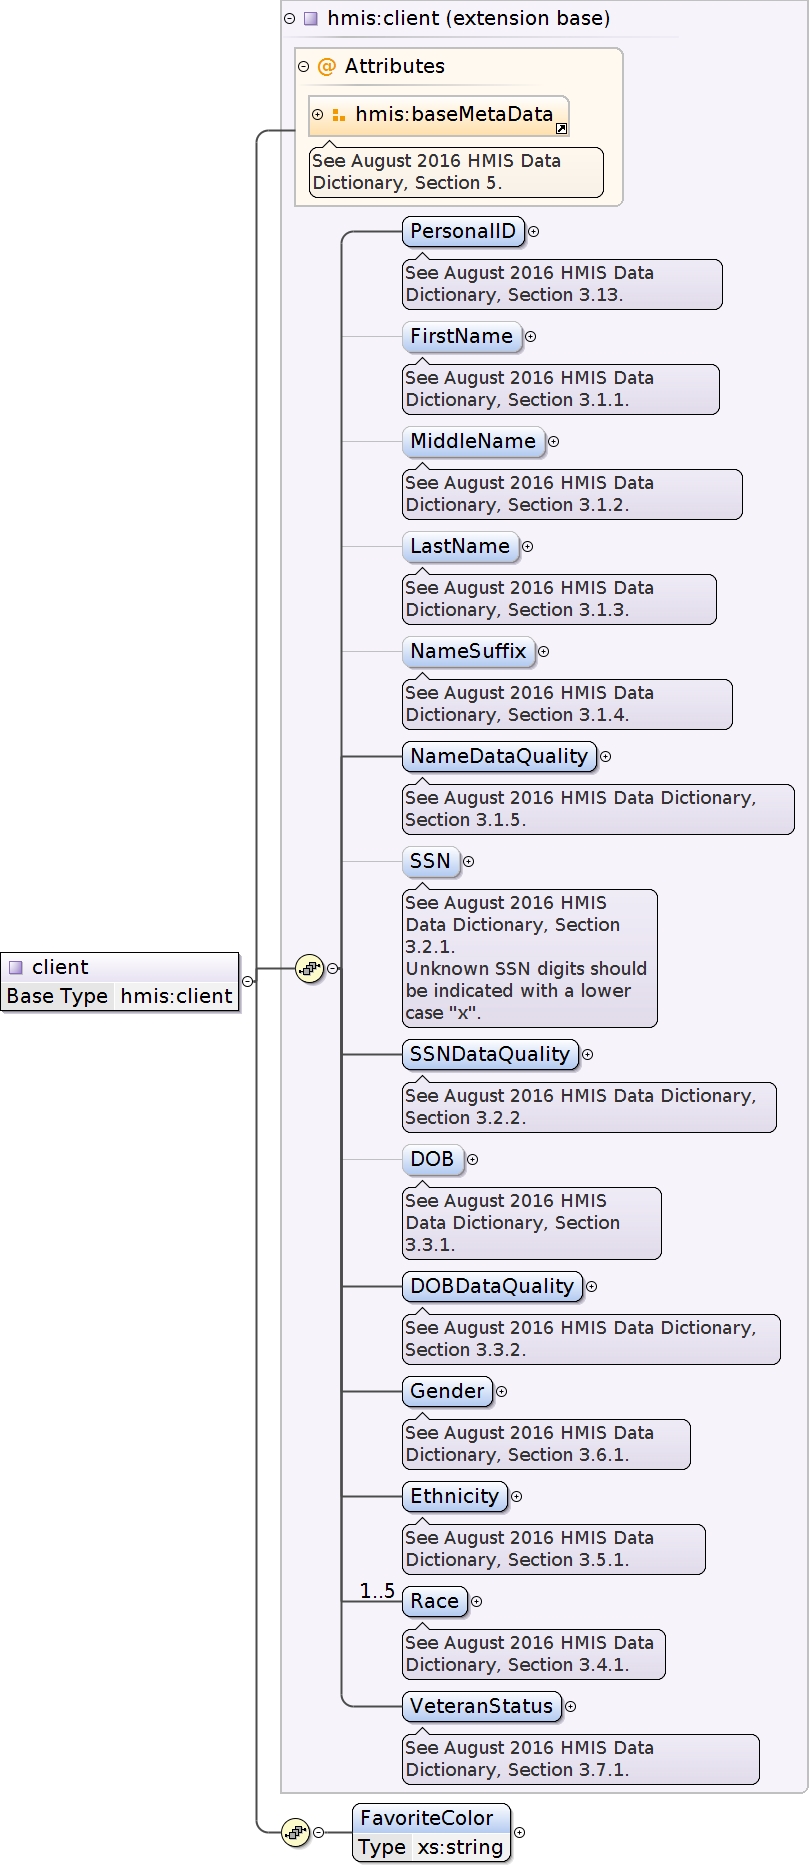 hmis:client (extension base)
@ Attributes
hmis:baseMetaData
See August 2016 HMIS Data
Dictionary, Section 5.
PersonalID
See August 2016 HMIS Data
Dictionary, Section 3.13.
FirstName
See August 2016 HMIS Data
Dictionary, Section 3.1.1.
MiddleName
See August 2016 HMIS Data
Dictionary, Section 3.1.2.
LastName
See August 2016 HMIS Data
Dictionary, Section 3.1.3.
NameSuffix
See August 2016 HMIS Data
Dictionary, Section 3.1.4.
NameDataQuality
See August 2016 HMIS Data Dictionary,
Section 3.1.5.
SSN
See August 2016 HMIS
Data Dictionary, Section
3.2.1.
Unknown SSN digits should
be indicated with a lower
case "x".
client
Base Type hmis:client
SSNDataQuality
See August 2016 HMIS Data Dictionary,
Section 3.2.2.
DOB
See August 2016 HMIS
Data Dictionary, Section
3.3.1.
DOBDataQuality
See August 2016 HMIS Data Dictionary,
Section 3.3.2.
Gender
See August 2016 HMIS Data
Dictionary, Section 3.6.1.
Ethnicity
See August 2016 HMIS Data
Dictionary, Section 3.5.1.
1..5 Race
See August 2016 HMIS Data
Dictionary, Section 3.4.1.
VeteranStatus
See August 2016 HMIS Data
Dictionary, Section 3.7.1.
FavoriteColor
Type xs:string